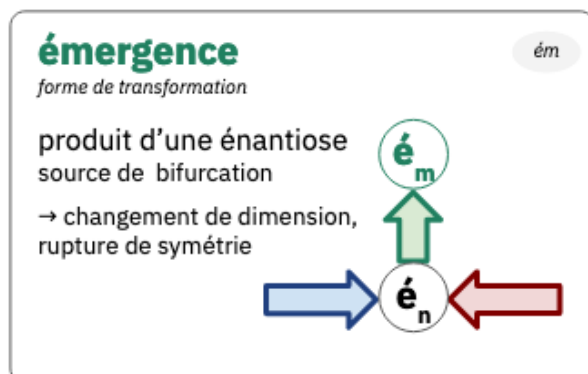 émergence
ém
forme de transformation
produit d'une énantiose
source de bifurcation
→ changement de dimension,
rupture de symétrie
ém
én